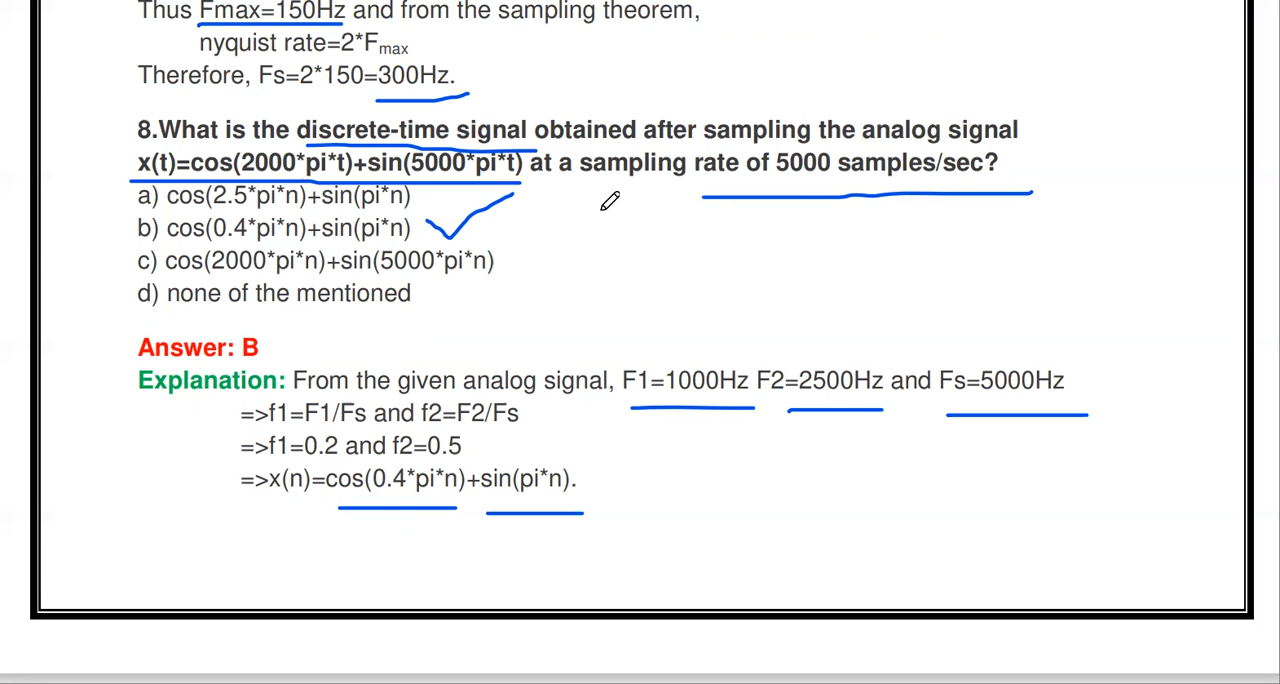 Thus Fmax=150Hz and from the sampling theorem,
nyquist rate=2*Fmax
Therefore, Fs=2*150=300Hz.
8.What is the discrete-time signal obtained after sampling the analog signal
x(t)=cos(2000*pi*t)+sin(5000*pi*t) at a sampling rate of 5000 samples/sec?
a) cos(2.5*pi*n)+sin(pi*n)
b) cos(0.4*pi*n)+sin(pi*n)
c) cos(2000*pi*n)+sin(5000*pi*n)
d) none of the mentioned
Answer: B
Explanation: From the given analog signal, F1=1000Hz F2=2500Hz and Fs=5000Hz
=>f1=F1/Fs and f2=F2/Fs
=>f1=0.2 and f2=0.5
=>x(n)=cos(0.4*pi*n)+sin(pi*n).